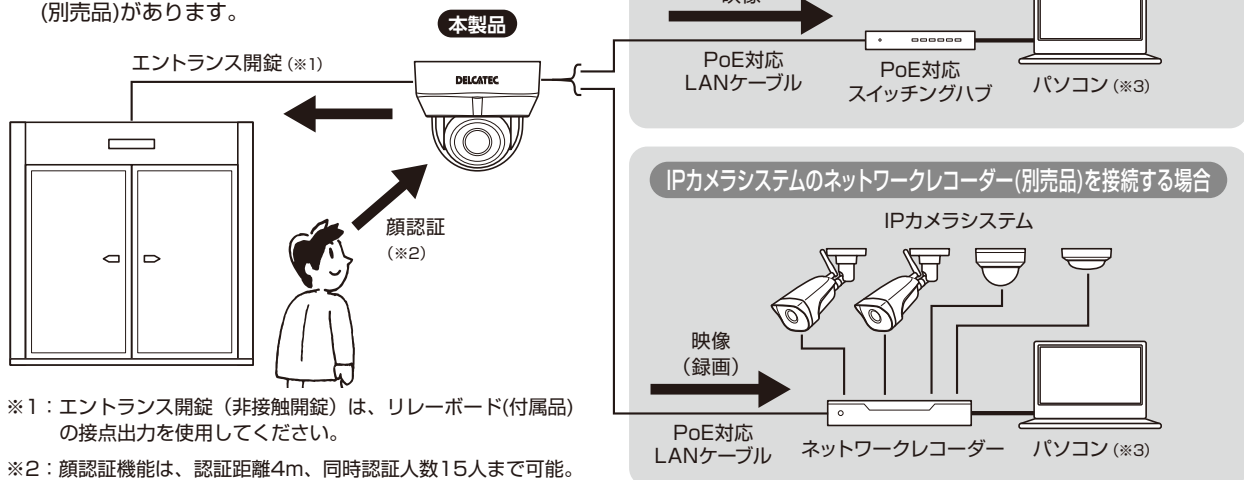 (別売品)があります。
本製品
エントランス開錠 (※1)
DELCATEC
顔認証
(※2)
※1：エントランス開錠（非接触開錠）は、リレーボード(付属品)
の接点出力を使用してください。
※2：顔認証機能は、認証距離4m、同時認証人数15人まで可能。
PoE対応
LANケーブル
PoE対応
スイッチングハブ
パソコン (※3)
IPカメラシステムのネットワークレコーダー(別売品)を接続する場合
IPカメラシステム
映像
（録画）
PoE対応
LANケーブル
ネットワークレコーダー
パソコン (※3)